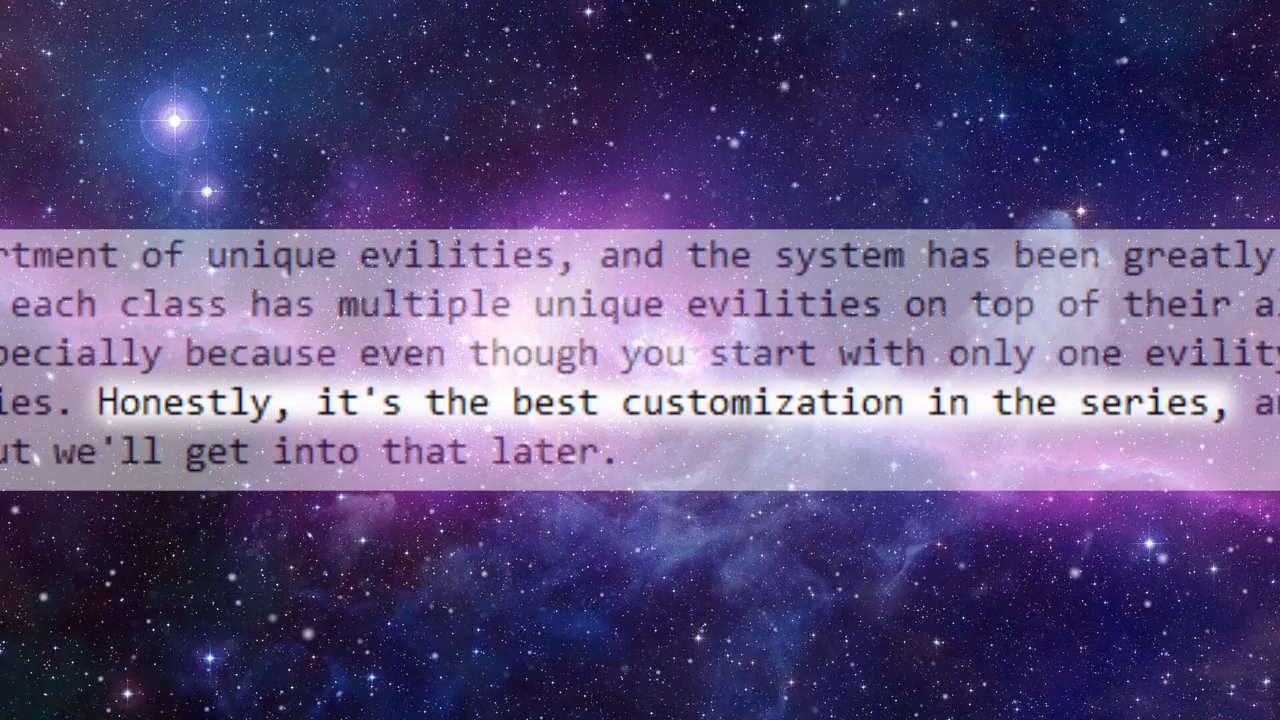 rtment of unique evilities, and the system has been greatly
each class has multiple unique evilities on top of their a
pecially because even though you start with only one evility
ies. Honestly, it's the best customization in the series, a
ut we'll get into that later.